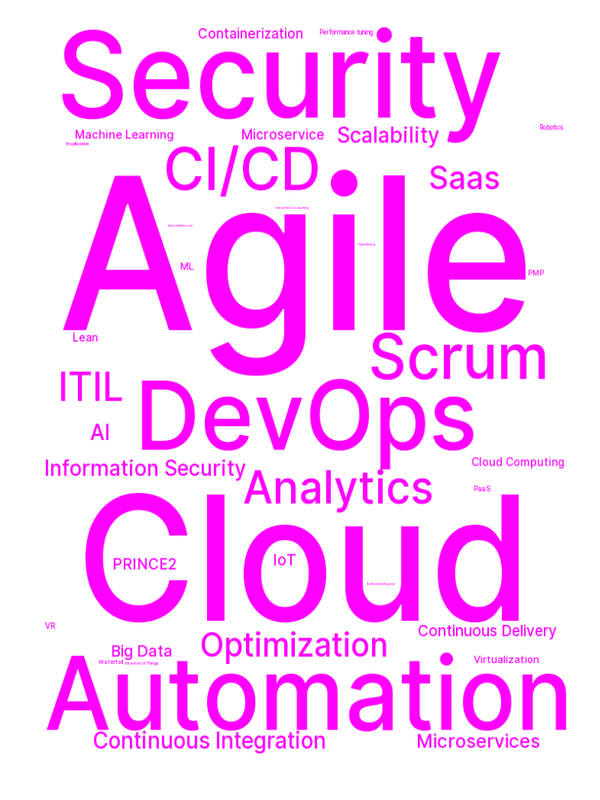 Containerization
Performance tuning
Security
Robotics
Machine Learning
Microservice
Scalability
CI/CD
Saas
Agile
ML
PMP
Lean
Scrum
ITIL
DevOps
AI
Information Security
Cloud Computing
Analytics
PaaS
Cloud
PRINCE2
IoT
VR
Continuous Delivery
Optimization
Big Data
Virtualization
Waterfall
Internet of Things
Automation
Continuous Integration
Microservices